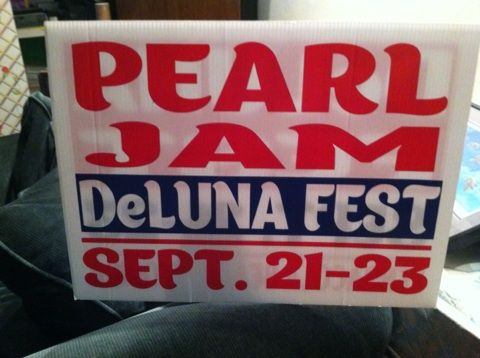 PEARL
JAM
DeLUNA FEST
SEPT. 21-23